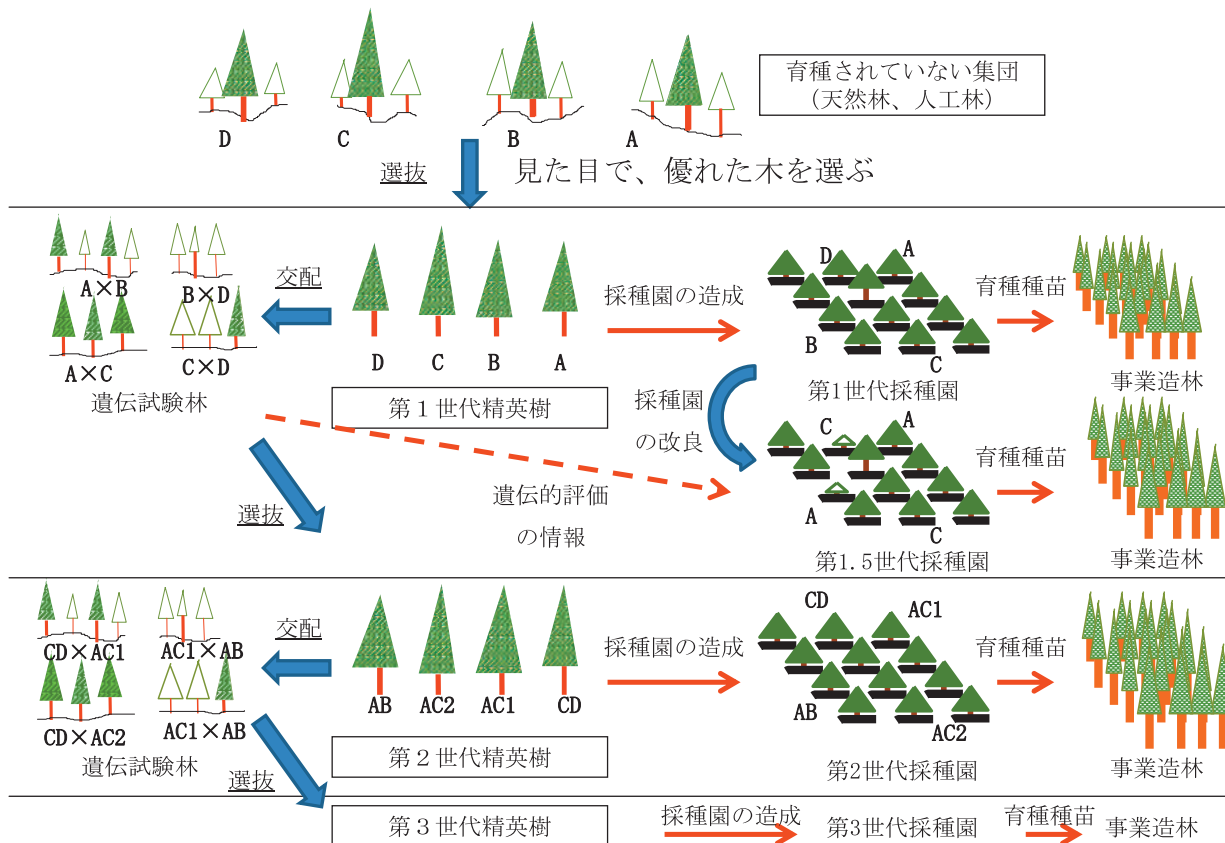 育種されていない集団
(天然林、人工林)
D
C
B
A
選抜
見た目で、優れた木を選ぶ
A×B
B×D
A×C
C×D
遺伝試験林
交配
D
C
B
A
第１世代精英樹
採種園の造成
D
A
B
C
第1世代採種園
育種種苗
事業造林
採種園
の改良
選抜
遺伝的評価
の情報
C
A
A
C
第1.5世代採種園
育種種苗
事業造林
CD×AC1
AC1×AB
CD×AC2
AC1×AB
遺伝試験林
交配
AB
AC2
AC1
CD
第２世代精英樹
採種園の造成
CD
AC1
AB
AC2
第2世代採種園
育種種苗
事業造林
選抜
第３世代精英樹
採種園の造成
第3世代採種園
育種種苗
事業造林